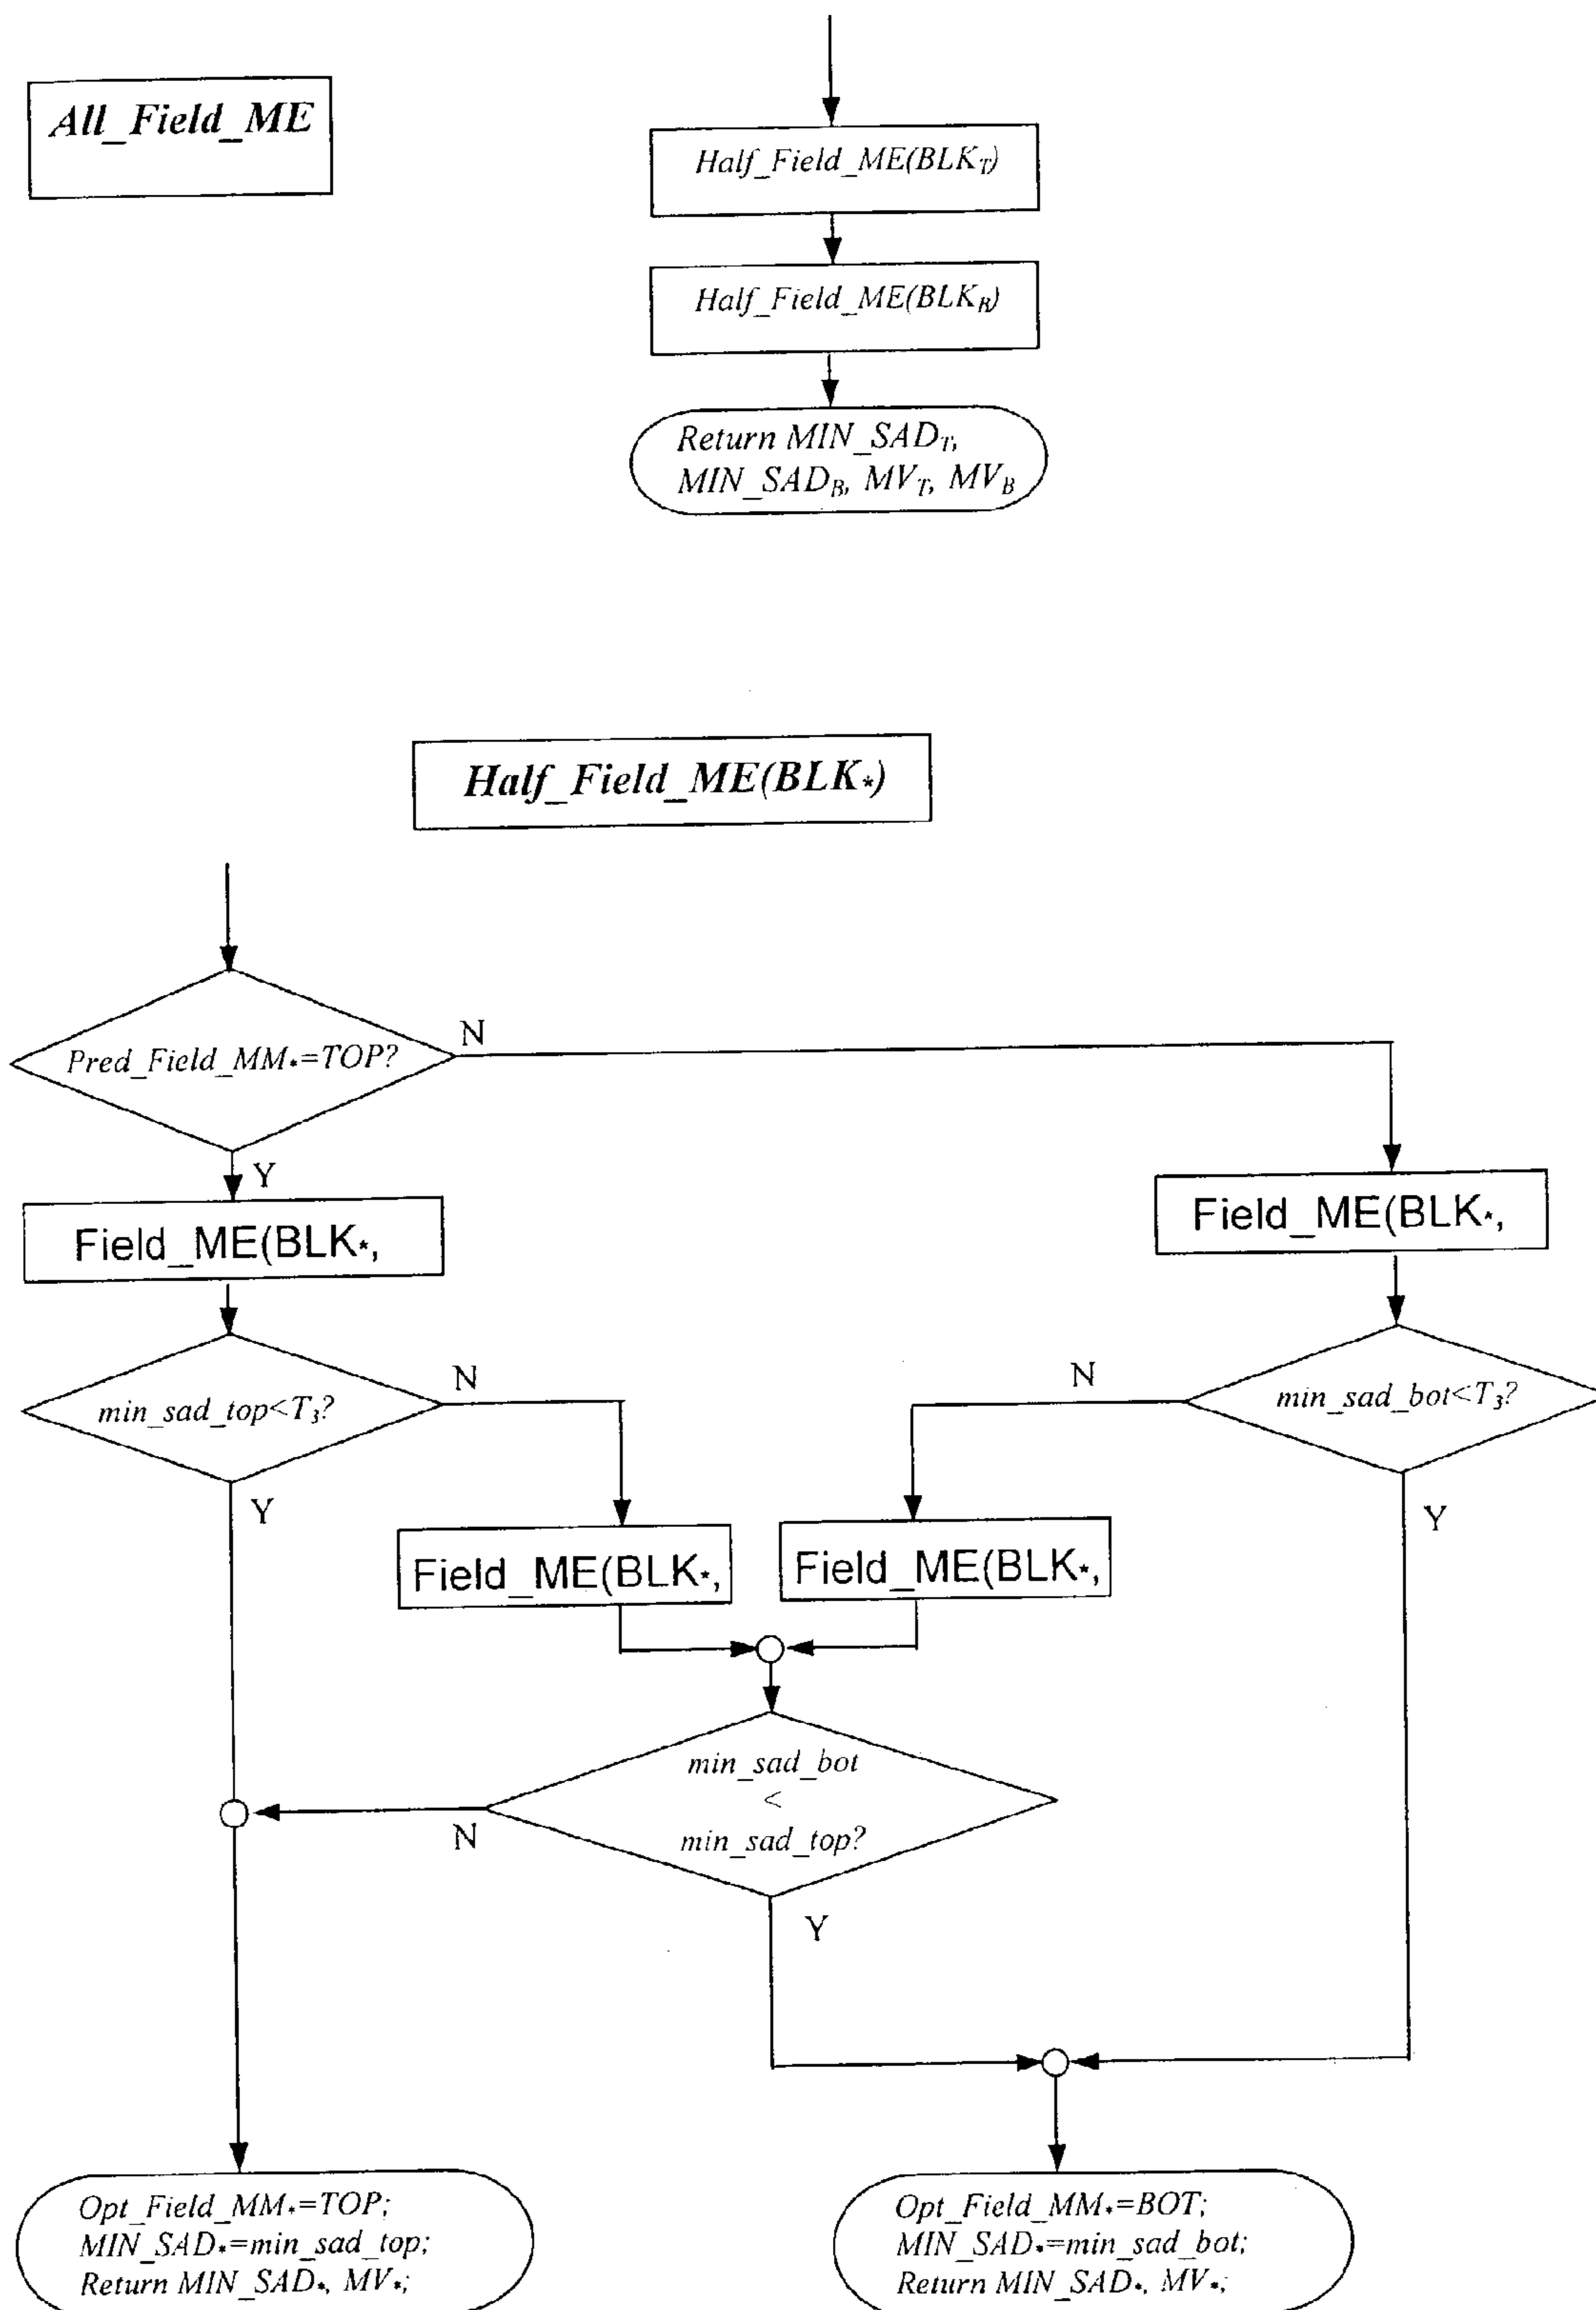 All_Field_ME
Half_Field_ME(BLK_T)
Half_Field_ME(BLK_B)
Return MIN_SAD_T,
MIN_SAD_B, MV_T, MV_B
Half_Field_ME(BLK*)
Pred_Field_MM*=TOP?
N
Y
Field_ME(BLK*,
Field_ME(BLK*,
min_sad_top<T3?
N
N
min_sad_bot<T3?
Y
Y
Field_ME(BLK*,
Field_ME(BLK*,
min_sad_bot
<
min_sad_top?
N
Y
Opt_Field_MM*=TOP;
MIN_SAD*=min_sad_top;
Return MIN_SAD*, MV*;
Opt_Field_MM*=BOT;
MIN_SAD*=min_sad_bot;
Return MIN_SAD*, MV*;